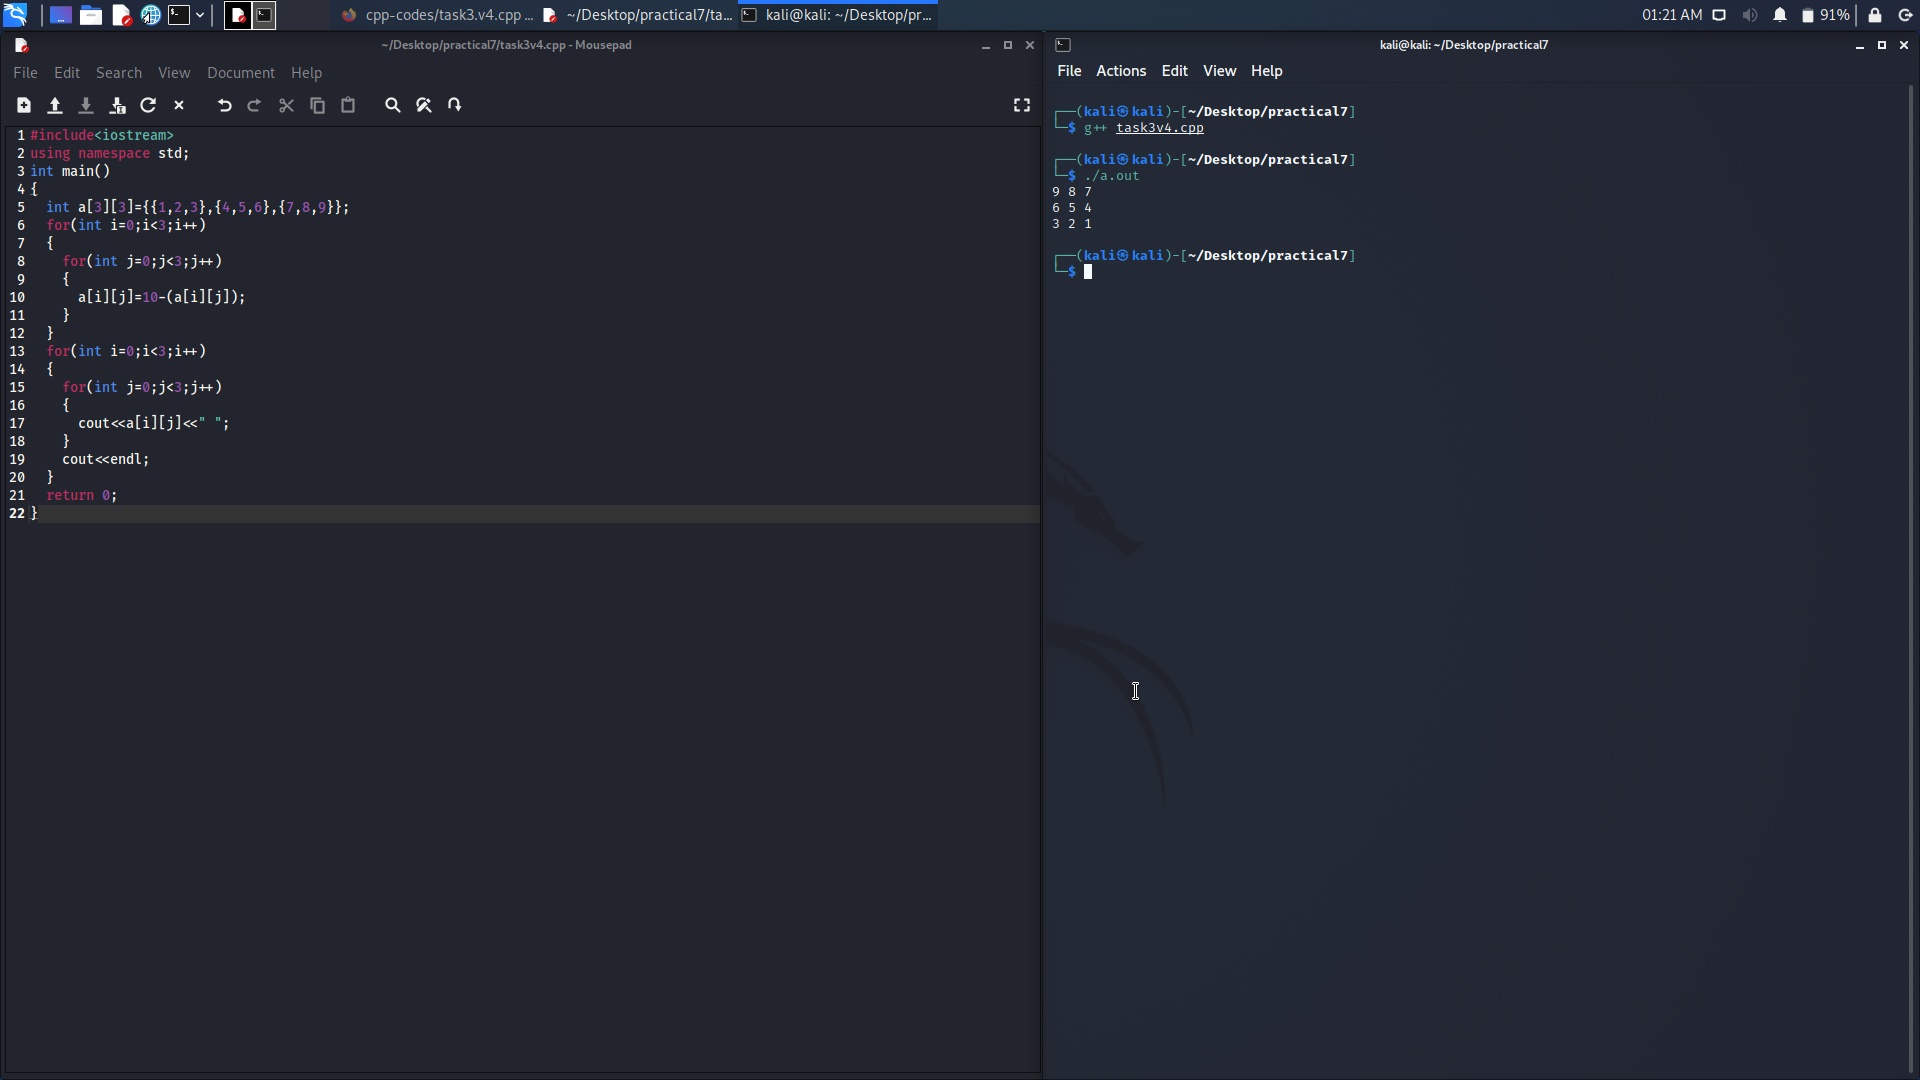 cpp-codes/task3.v4.cpp ...
~/Desktop/practical7/ta...
kali@kali: ~/Desktop/pr...
01:21 AM
91%
~/Desktop/practical7/task3v4.cpp - Mousepad
File Edit Search View Document Help
1 #include<iostream>
2 using namespace std;
3 int main()
4 {
5   int a[3][3]={{1,2,3},{4,5,6},{7,8,9}};
6   for(int i=0;i<3;i++)
7   {
8     for(int j=0;j<3;j++)
9     {
10       a[i][j]=10-(a[i][j]);
11     }
12   }
13   for(int i=0;i<3;i++)
14   {
15     for(int j=0;j<3;j++)
16     {
17       cout<<a[i][j]<<" ";
18     }
19     cout<<endl;
20   }
21   return 0;
22 }
kali@kali: ~/Desktop/practical7
File Actions Edit View Help
┌──(kali㉿kali)-[~/Desktop/practical7]
└─$ g++ task3v4.cpp
┌──(kali㉿kali)-[~/Desktop/practical7]
└─$ ./a.out
9 8 7
6 5 4
3 2 1
┌──(kali㉿kali)-[~/Desktop/practical7]
└─$